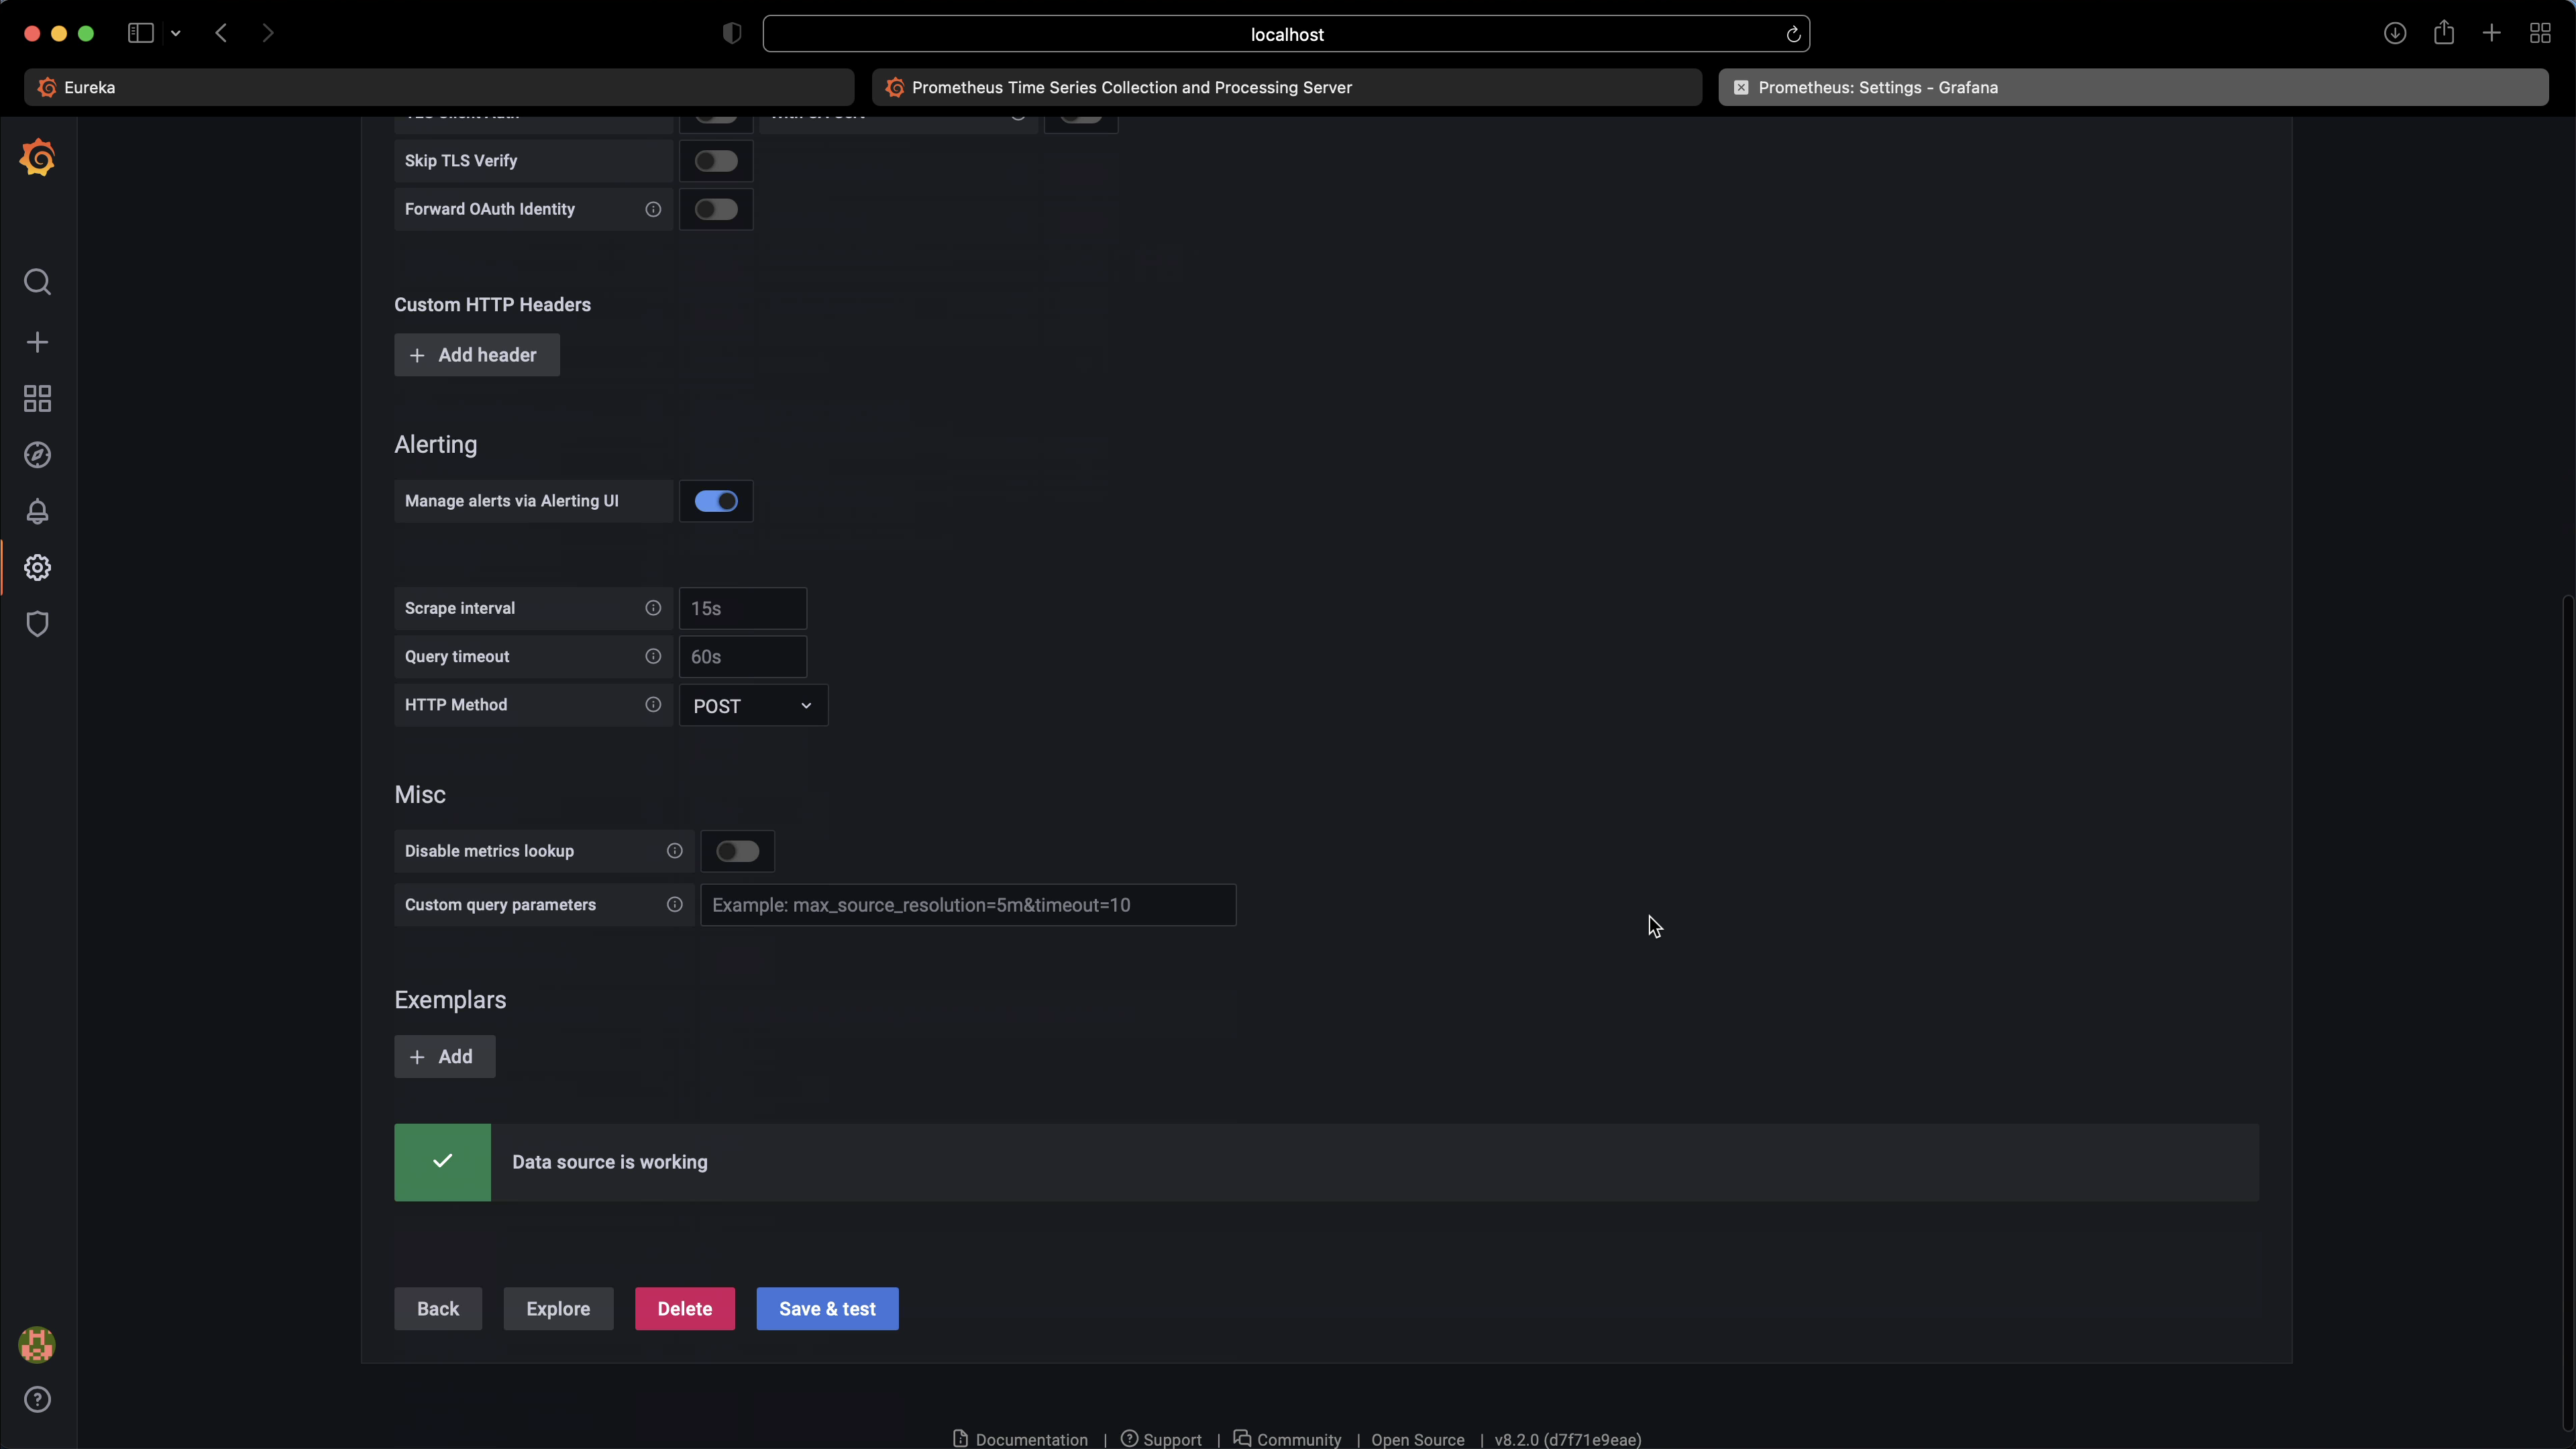 localhost
Eureka
Prometheus Time Series Collection and Processing Server
Prometheus: Settings - Grafana
Skip TLS Verify
Forward OAuth Identity
Custom HTTP Headers
Add header
Alerting
Manage alerts via Alerting UI
Scrape interval 15s
Query timeout 60s
HTTP Method POST
Misc
Disable metrics lookup
Custom query parameters Example: max_source_resolution=5m&timeout=10
Exemplars
Add
Data source is working
Back Explore Delete Save & test
Documentation | Support | Community | Open Source | v8.2.0 (d7f71e9eae)